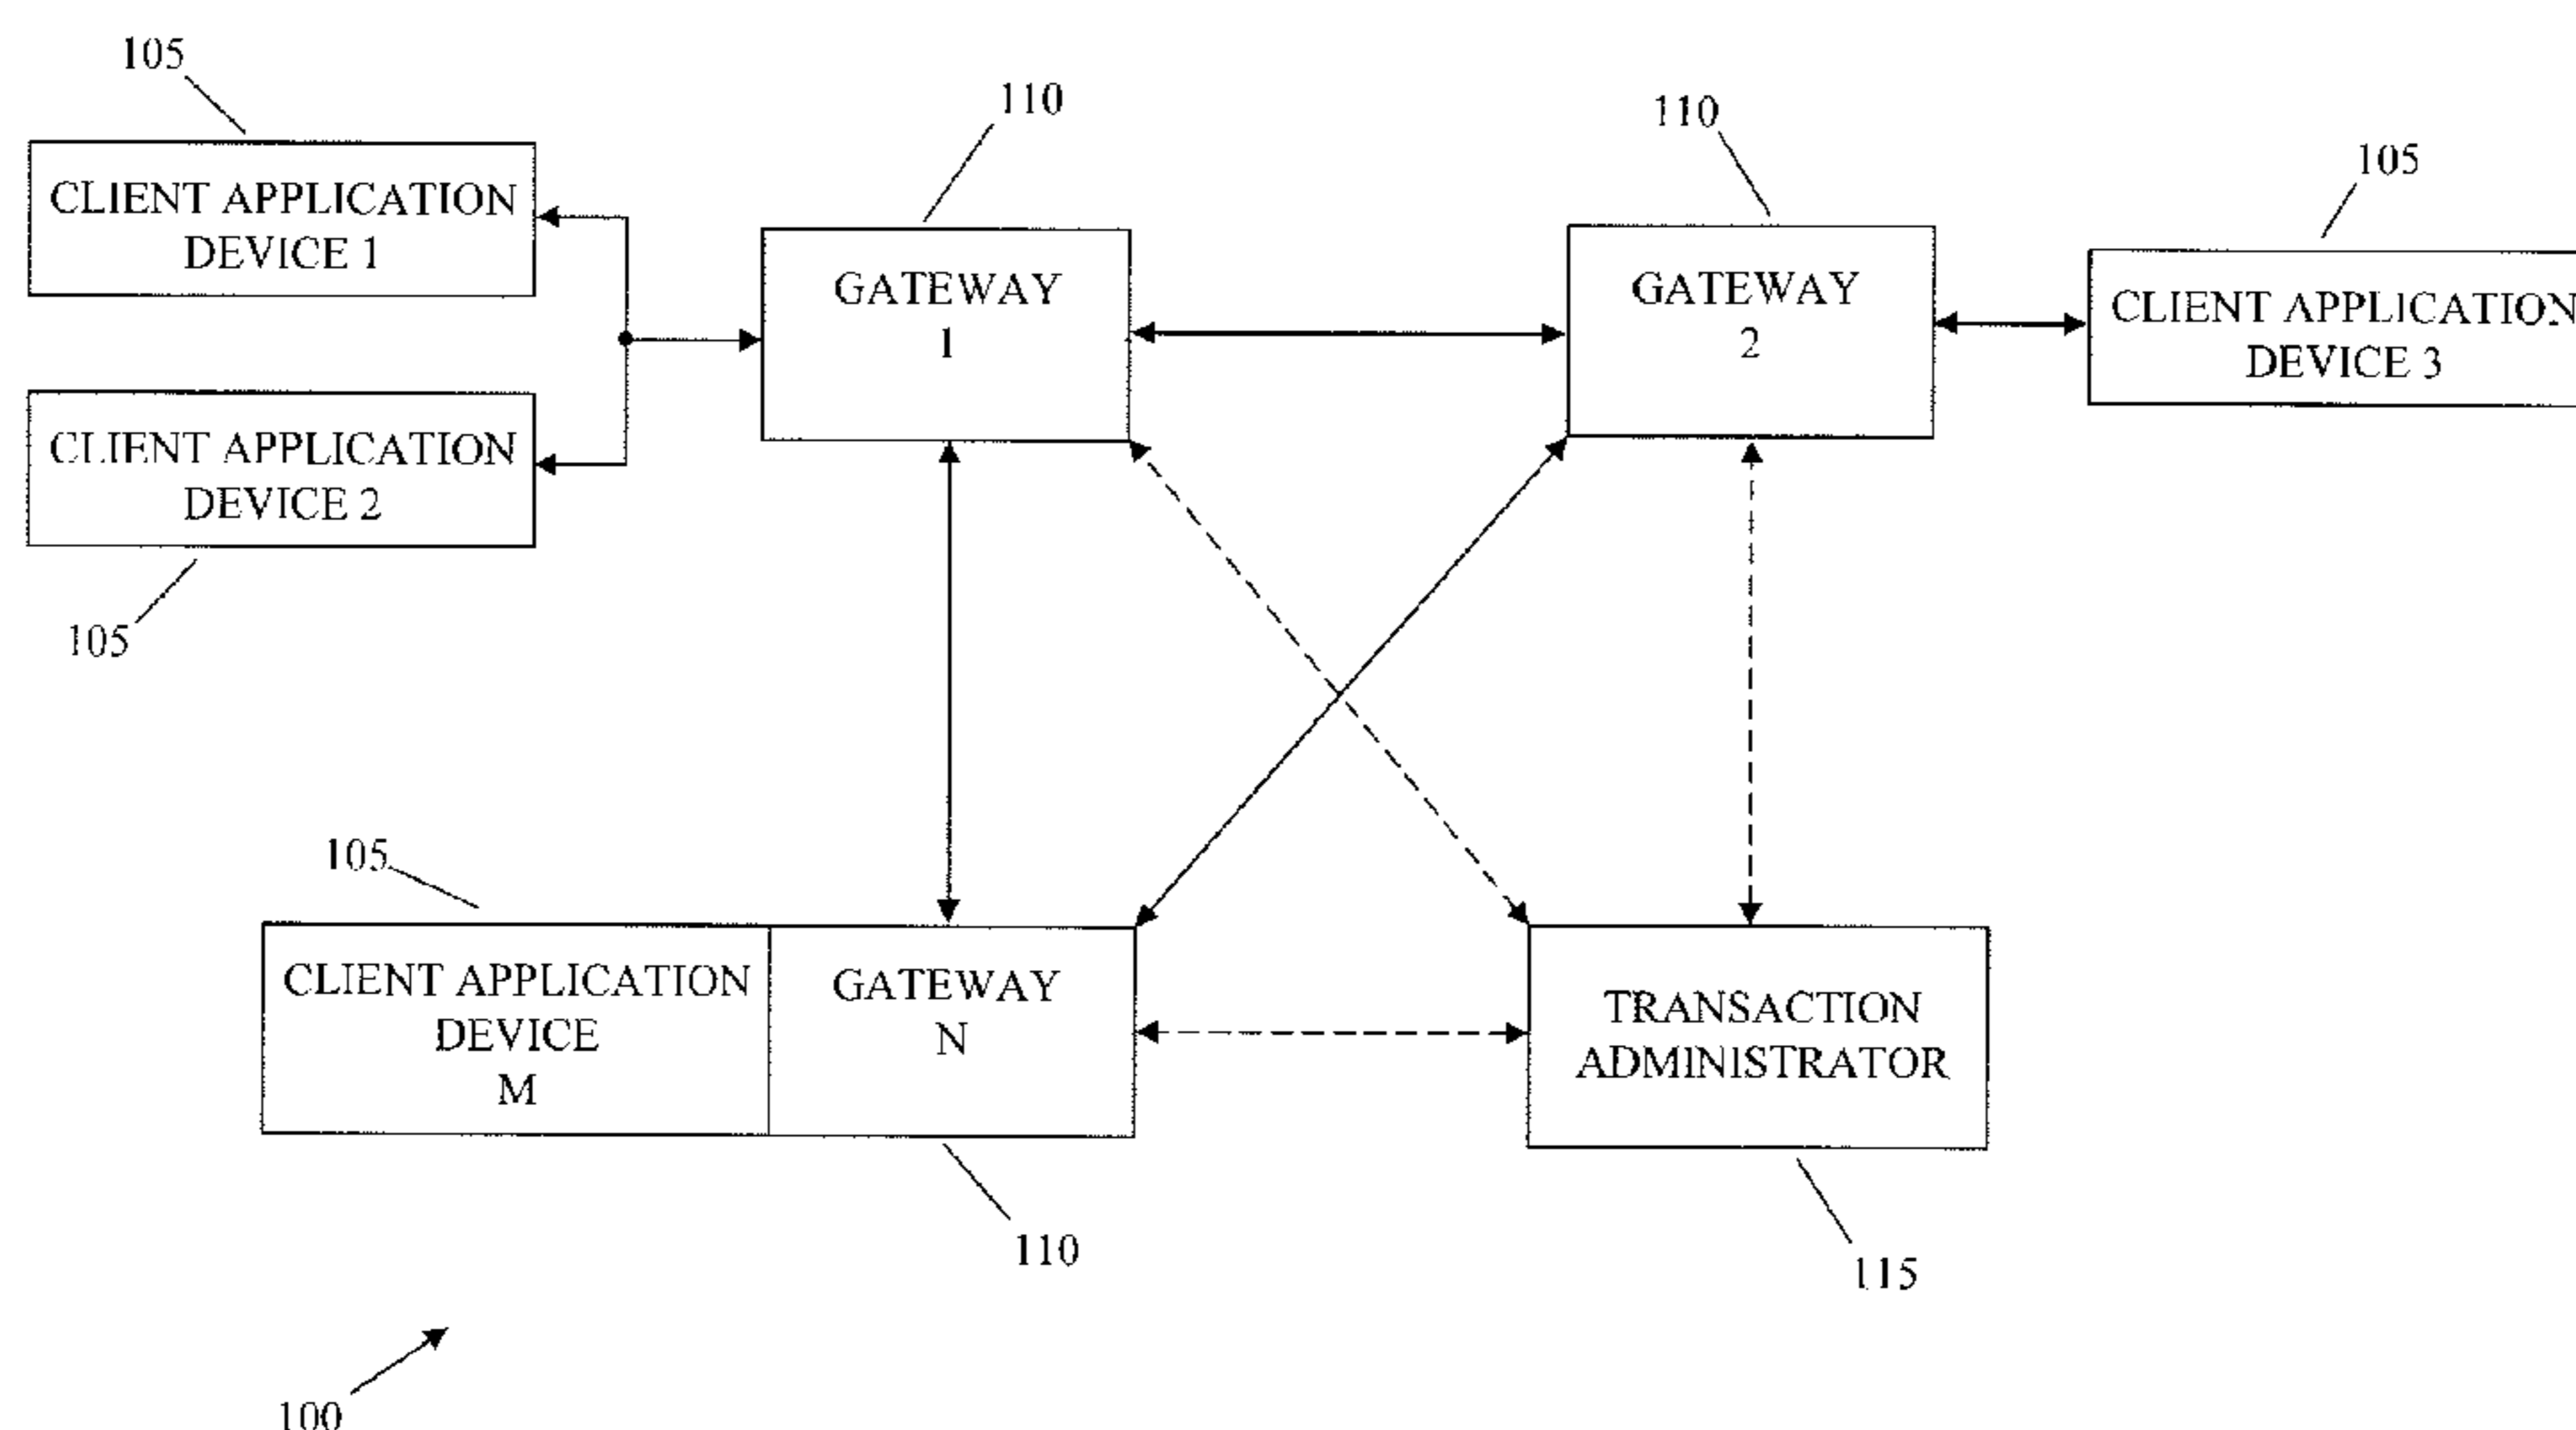 105
110
110
105
CLIENT APPLICATION
DEVICE 1
GATEWAY
1
GATEWAY
2
CLIENT APPLICATION
DEVICE 3
CLIENT APPLICATION
DEVICE 2
105
105
CLIENT APPLICATION
DEVICE
M
GATEWAY
N
TRANSACTION
ADMINISTRATOR
110
115
100